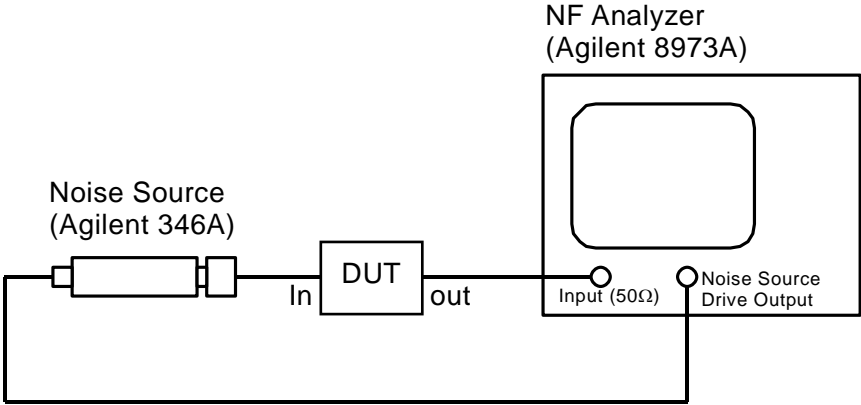 NF Analyzer
(Agilent 8973A)
Noise Source
(Agilent 346A)
DUT
In
out
Input (50Ω)
Noise Source
Drive Output